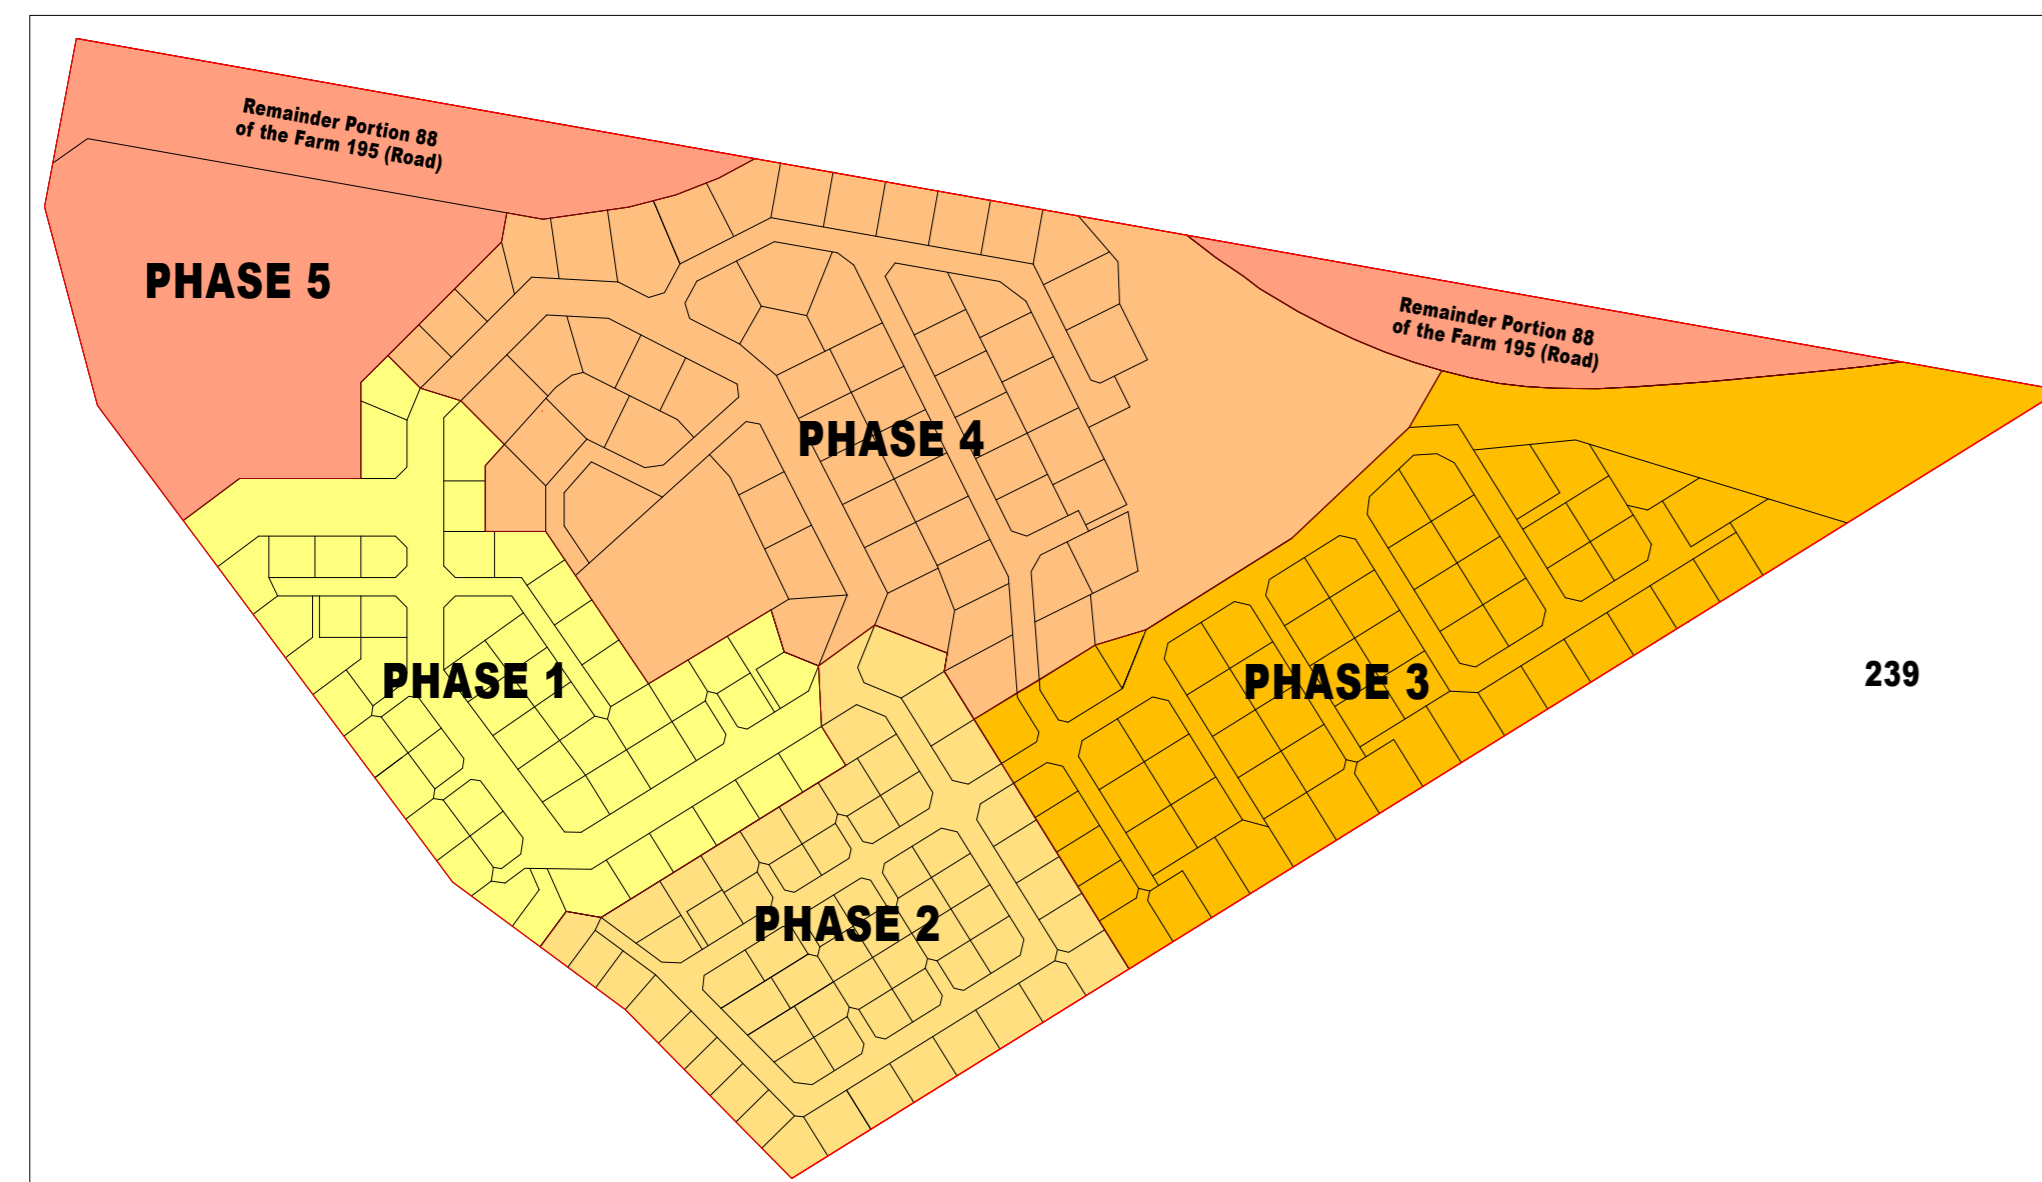 Remainder Portion 88
of the Farm 195 (Road)
PHASE 5
Remainder Portion 88
of the Farm 195 (Road)
PHASE 4
PHASE 1
PHASE 3
239
PHASE 2